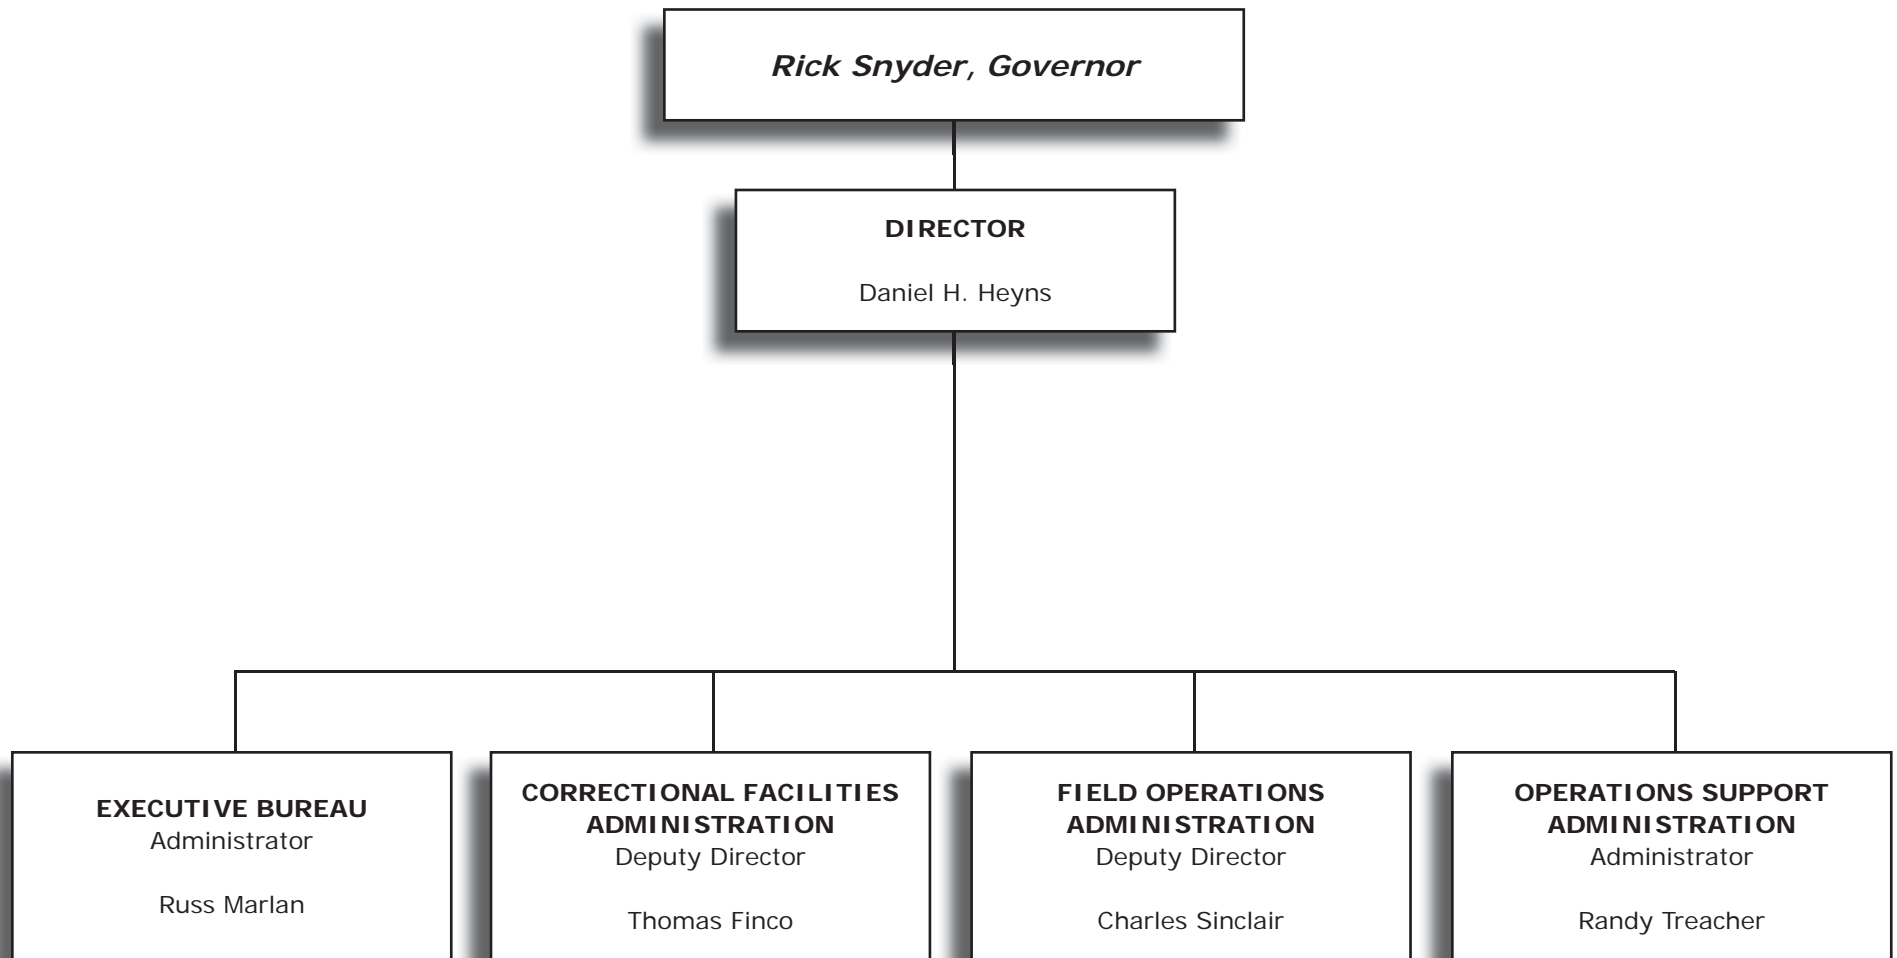 Rick Snyder, Governor
DIRECTOR
Daniel H. Heyns
EXECUTIVE BUREAU
Administrator
Russ Marlan
CORRECTIONAL FACILITIES
ADMINISTRATION
Deputy Director
Thomas Finco
FIELD OPERATIONS
ADMINISTRATION
Deputy Director
Charles Sinclair
OPERATIONS SUPPORT
ADMINISTRATION
Administrator
Randy Treacher